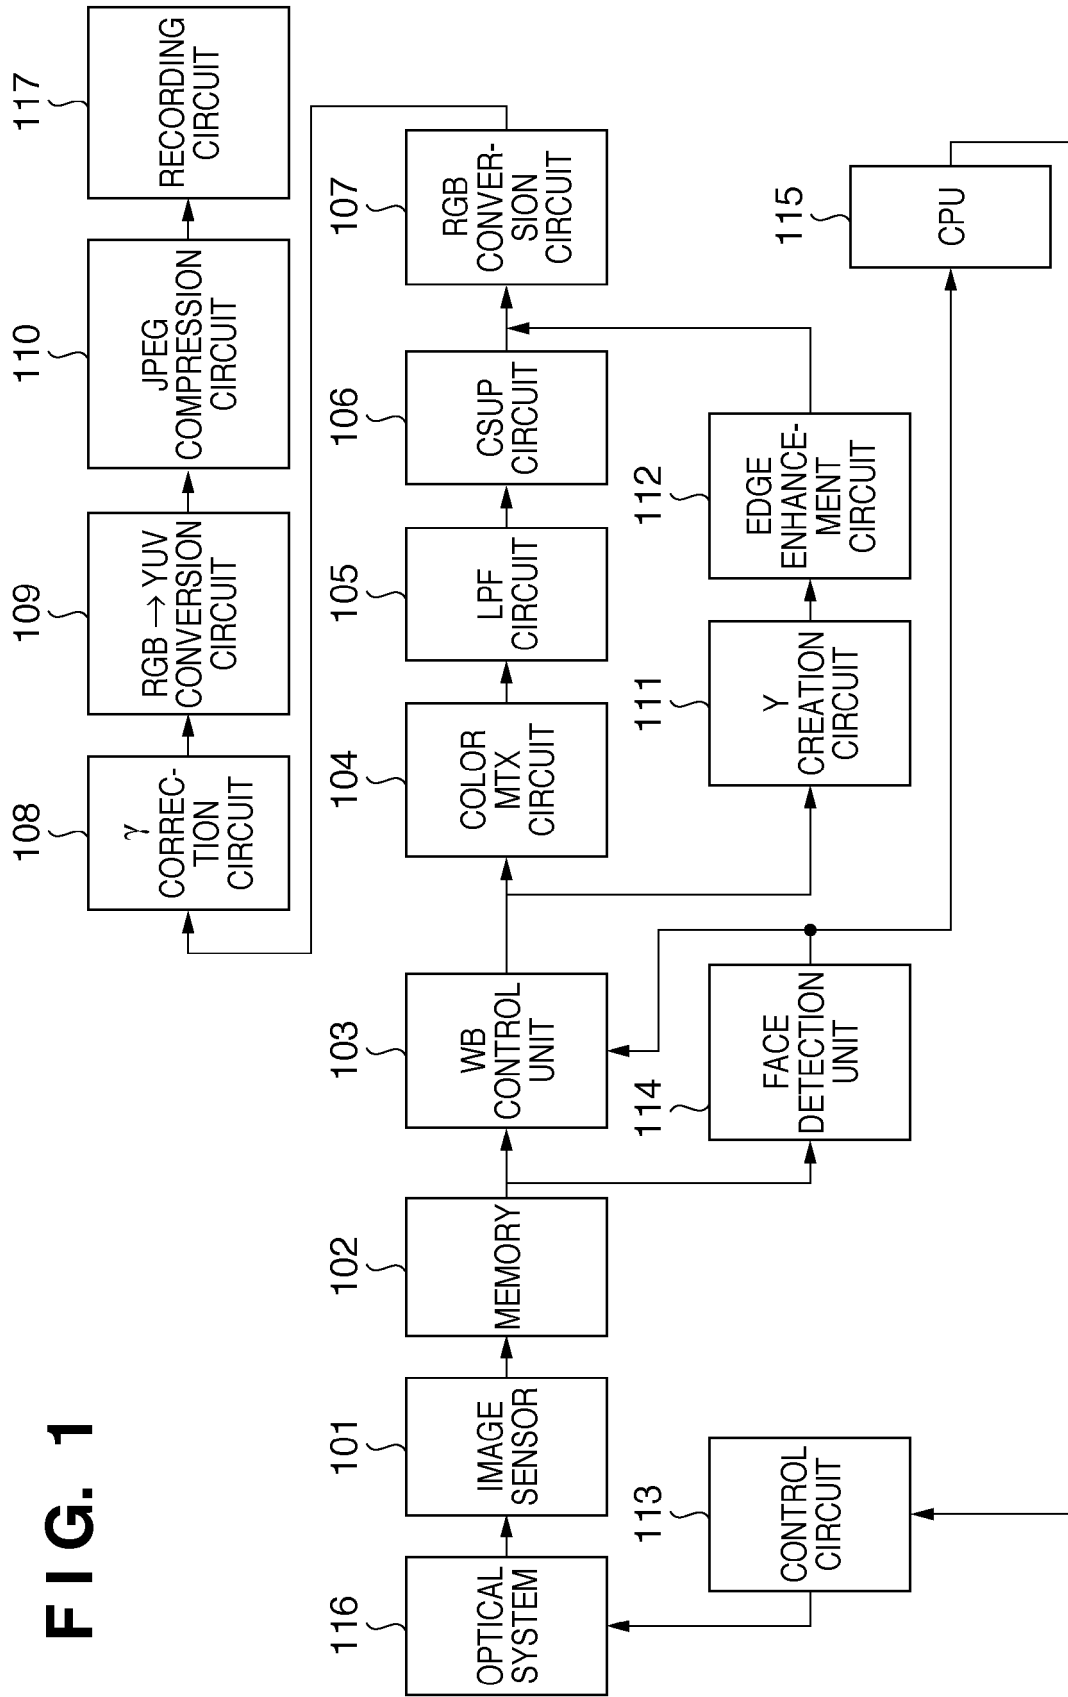 FIG. 1
108
γ
CORREC-
TION
CIRCUIT
109
RGB → YUV
CONVERSION
CIRCUIT
110
JPEG
COMPRESSION
CIRCUIT
117
RECORDING
CIRCUIT
116
OPTICAL
SYSTEM
101
IMAGE
SENSOR
102
MEMORY
103
WB
CONTROL
UNIT
104
COLOR
MTX
CIRCUIT
105
LPF
CIRCUIT
106
CSUP
CIRCUIT
107
RGB
CONVER-
SION
CIRCUIT
113
CONTROL
CIRCUIT
114
FACE
DETECTION
UNIT
111
Y
CREATION
CIRCUIT
112
EDGE
ENHANCE-
MENT
CIRCUIT
115
CPU